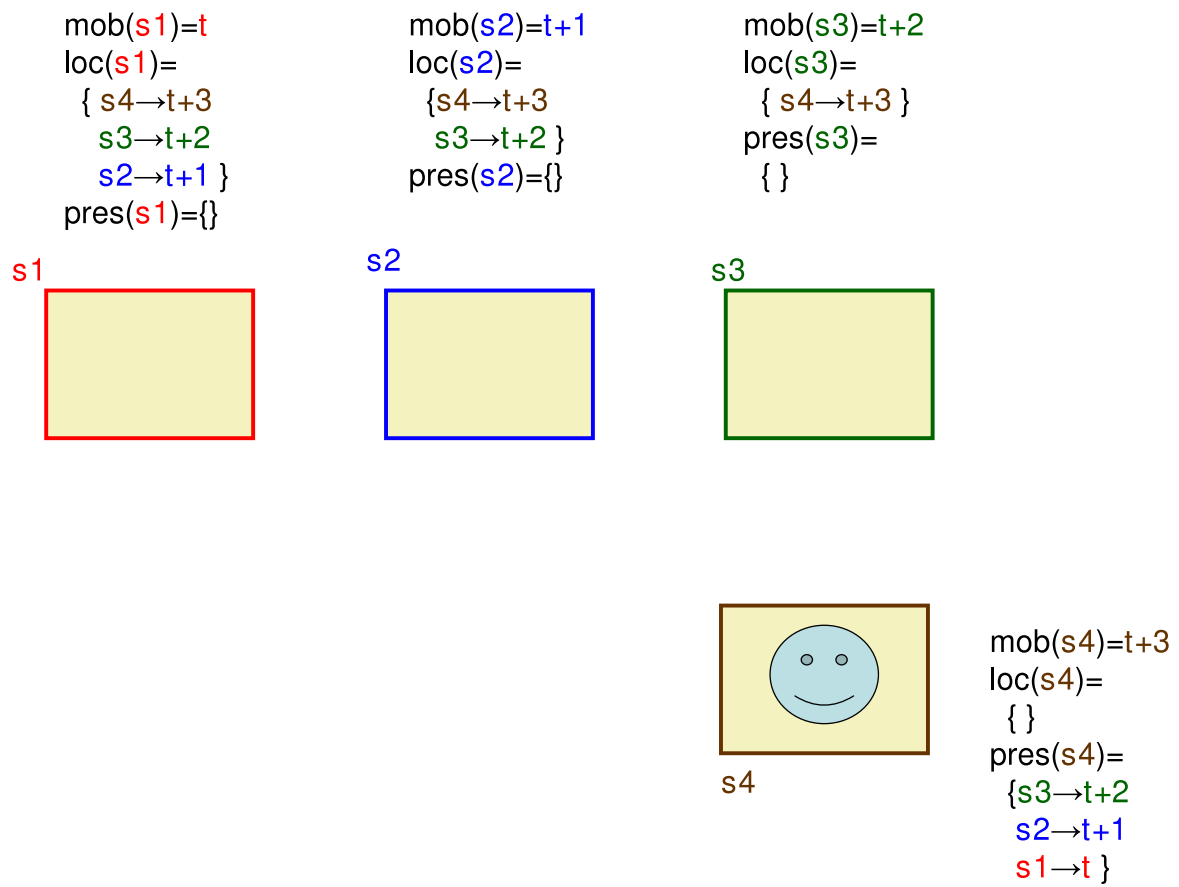 mob(s1)=t
loc(s1)=
{ s4→t+3
s3→t+2
s2→t+1 }
pres(s1)={}
mob(s2)=t+1
loc(s2)=
{s4→t+3
s3→t+2 }
pres(s2)={}
mob(s3)=t+2
loc(s3)=
{ s4→t+3 }
pres(s3)=
{ }
s1
s2
s3
s4
mob(s4)=t+3
loc(s4)=
{ }
pres(s4)=
{s3→t+2
s2→t+1
s1→t }